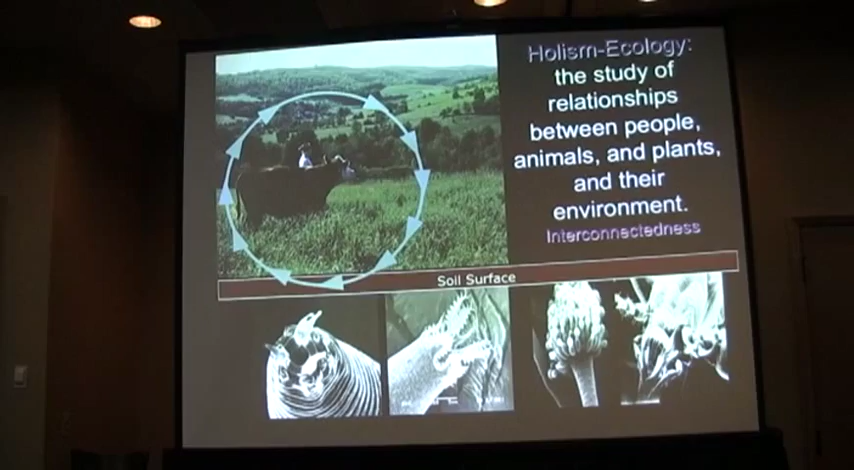 Holism-Ecology:
the study of
relationships
between people,
animals, and plants,
and their
environment.
Interconnectedness
Soil Surface